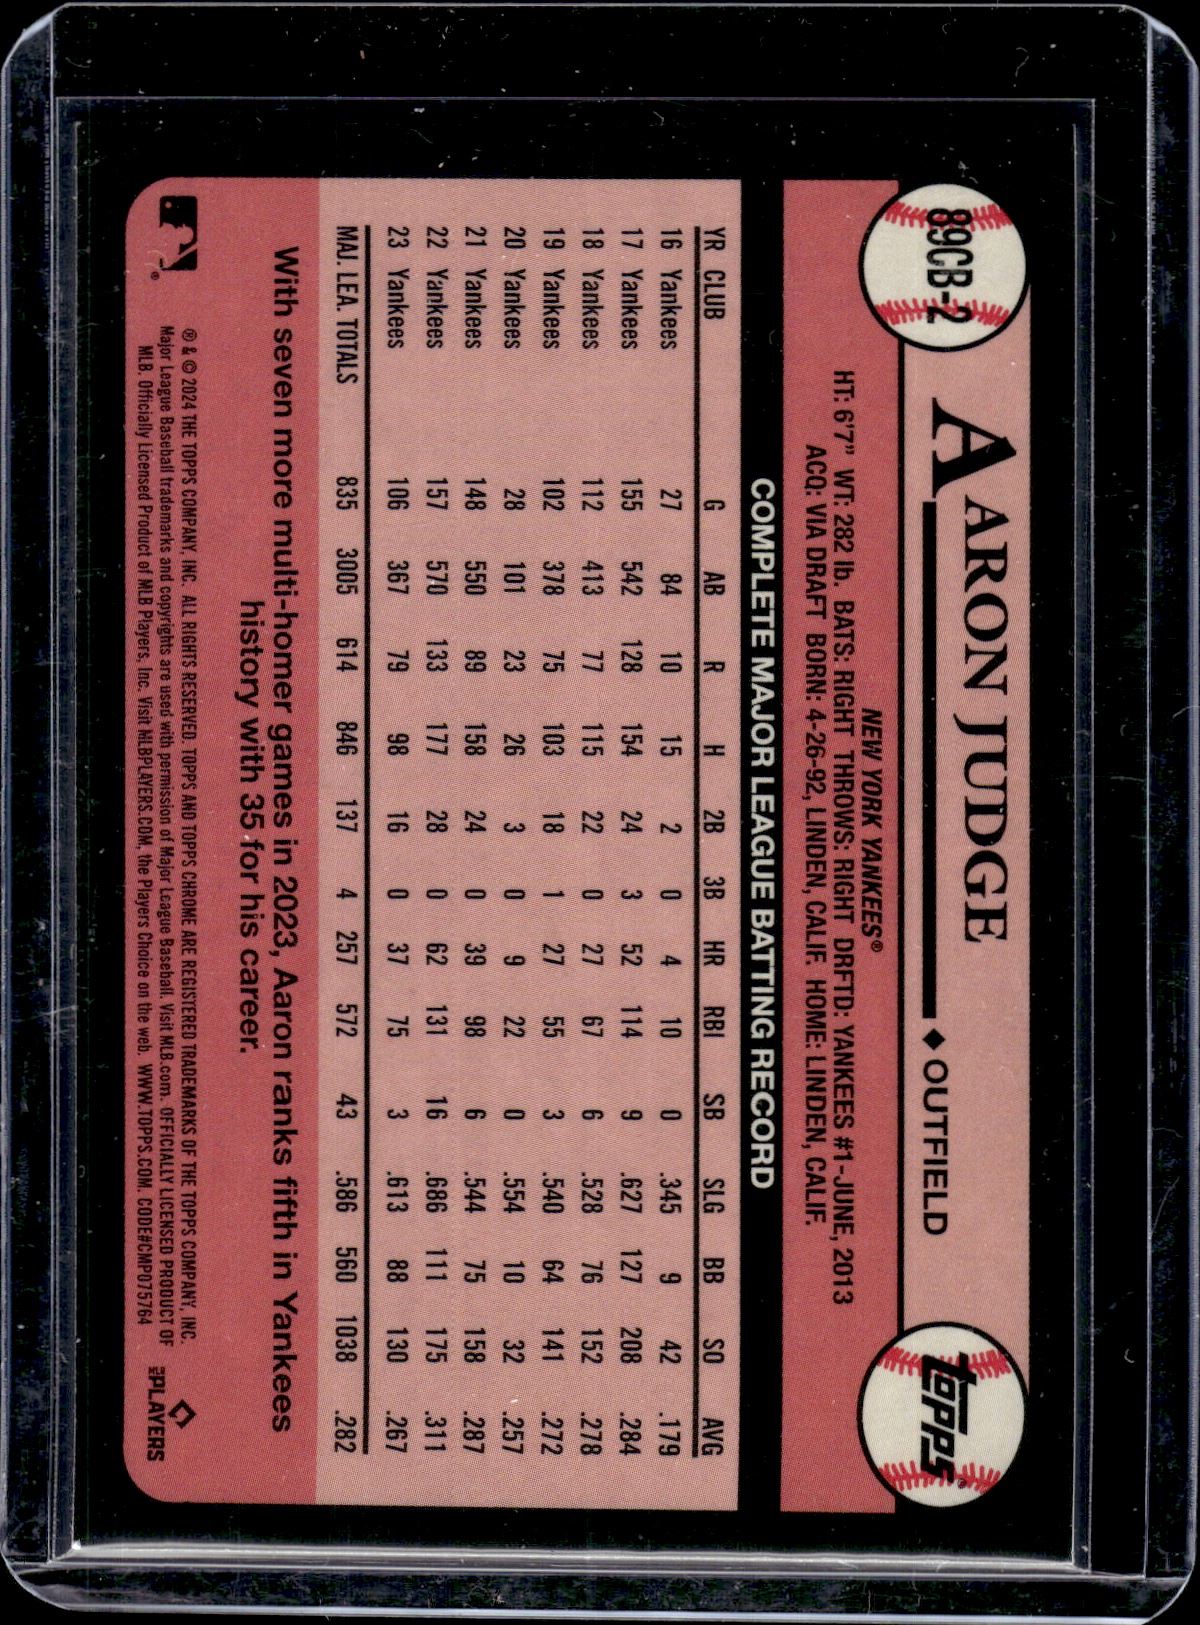 89CB-2
AARON JUDGE
◆OUTFIELD
TOPPS®
NEW YORK YANKEES®
HT: 6'7" WT: 282 lb. BATS: RIGHT THROWS: RIGHT DRFTD: YANKEES #1-JUNE, 2013
ACQ: VIA DRAFT BORN: 4-26-92, LINDEN, CALIF. HOME: LINDEN, CALIF.
COMPLETE MAJOR LEAGUE BATTING RECORD
YR CLUB G AB R H 2B 3B HR RBI SB SLG BB SO AVG
16 Yankees 27 84 10 15 2 0 4 10 0 .345 9 42 .179
17 Yankees 155 542 128 154 24 3 52 114 9 .627 127 208 .284
18 Yankees 112 413 77 115 22 0 27 67 6 .528 76 152 .278
19 Yankees 102 378 75 103 18 1 27 55 3 .540 64 141 .272
20 Yankees 28 101 23 26 3 0 9 22 0 .554 10 32 .257
21 Yankees 148 550 89 158 24 0 39 98 6 .544 75 158 .287
22 Yankees 157 570 133 177 28 0 62 131 16 .686 111 175 .311
23 Yankees 106 367 79 98 16 0 37 75 3 .613 88 130 .267
MAJ. LEA. TOTALS 835 3005 614 846 137 4 257 572 43 .586 560 1038 .282
With seven more multi-homer games in 2023, Aaron ranks fifth in Yankees
history with 35 for his career.
® & © 2024 THE TOPPS COMPANY, INC. ALL RIGHTS RESERVED. TOPPS AND TOPPS CHROME ARE REGISTERED TRADEMARKS OF THE TOPPS COMPANY, INC.
Major League Baseball trademarks and copyrights are used with permission of Major League Baseball. Visit MLB.com. OFFICIALLY LICENSED PRODUCT OF
MLB. Officially Licensed Product of MLB Players, Inc. Visit MLBPLAYERS.COM, the Players Choice on the web. WWW.TOPPS.COM. CODE#CMP075764
MLB PLAYERS